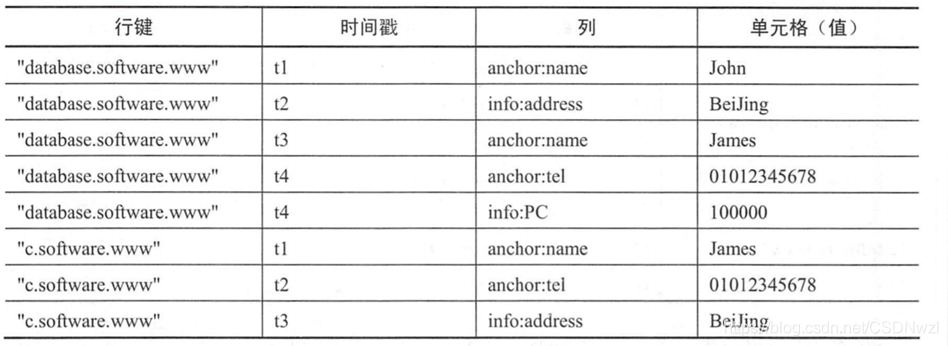 行键 时间戳 列 单元格（值）
"database.software.www" t1 anchor:name John
"database.software.www" t2 info:address BeiJing
"database.software.www" t3 anchor:name James
"database.software.www" t4 anchor:tel 01012345678
"database.software.www" t4 info:PC 100000
"c.software.www" t1 anchor:name James
"c.software.www" t2 anchor:tel 01012345678
"c.software.www" t3 info:address BeiJing
https://blog.csdn.net/CSDNwzl